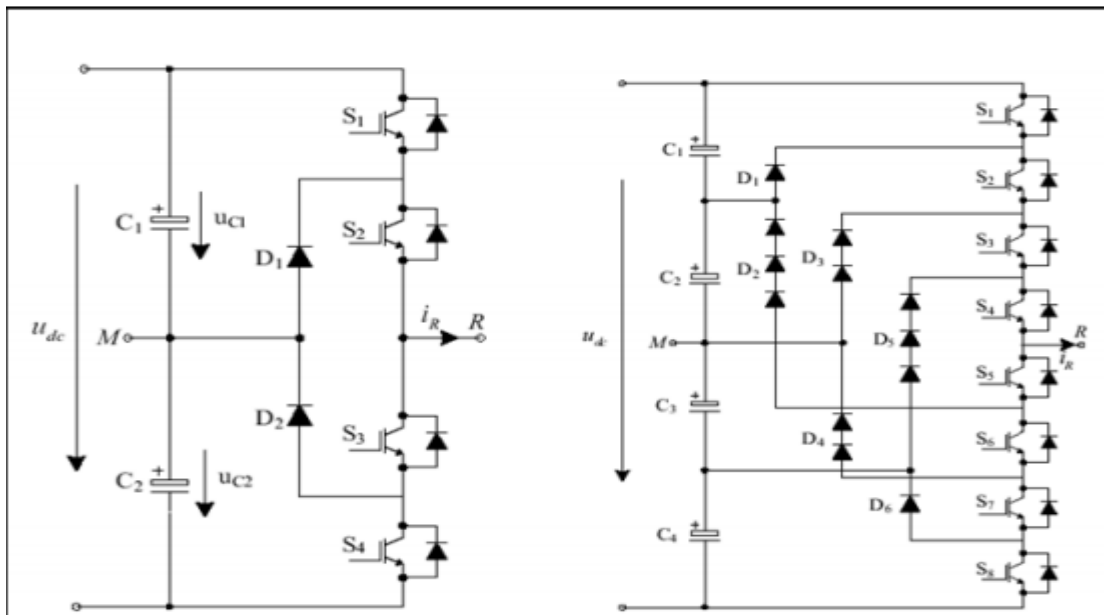 S1
C1
+
uC1
S2
D1
udc
M
iR
R
D2
S3
C2
+
uC2
S4
S1
C1
+
D1
S2
S3
D3
D2
C2
+
S4
udc
M
D5
R
iR
C3
+
S5
D4
S6
D6
S7
C4
+
S8